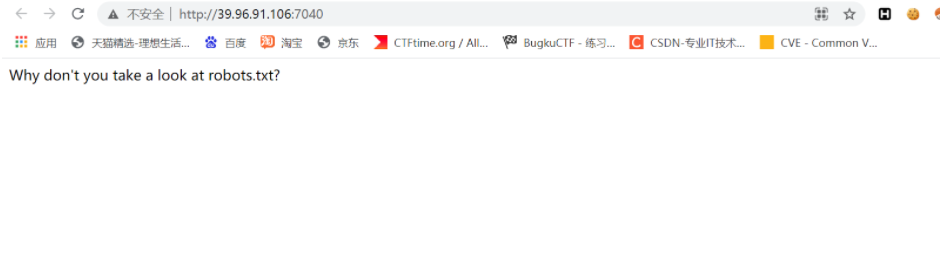 不安全 | http://39.96.91.106:7040
应用 天猫精选-理想生活... 百度 淘宝 京东 CTFtime.org / All... BugkuCTF - 练习... CSDN-专业IT技术... CVE - Common V...
Why don't you take a look at robots.txt?